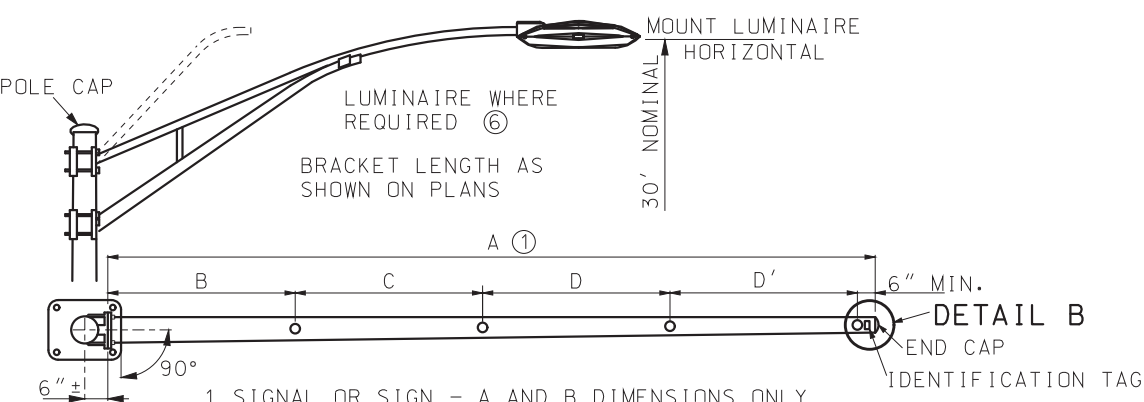 MOUNT LUMINAIRE
HORIZONTAL
POLE CAP
LUMINAIRE WHERE
REQUIRED ⑥
30' NOMINAL
BRACKET LENGTH AS
SHOWN ON PLANS
A ①
B
C
D
D'
6" MIN.
DETAIL B
END CAP
90°
IDENTIFICATION TAG
6"±
1 SIGNAL OR SIGN - A AND B DIMENSIONS ONLY